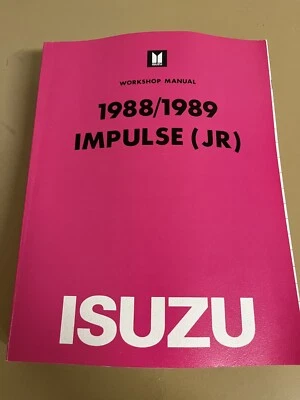 WORKSHOP MANUAL
1988/1989
IMPULSE (JR)
ISUZU